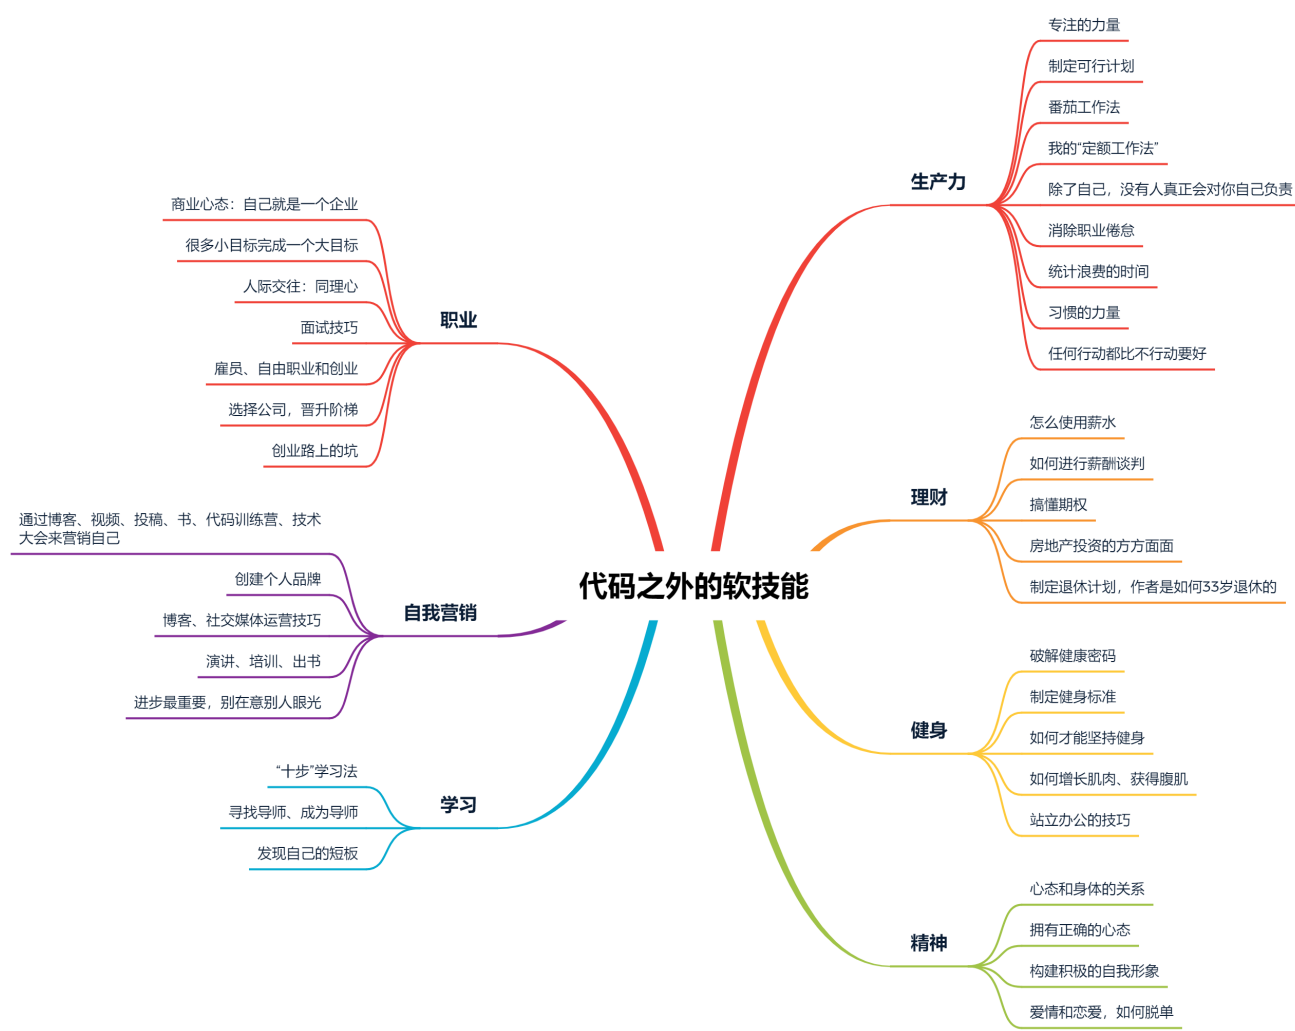 代码之外的软技能
生产力
专注的力量
制定可行计划
番茄工作法
我的“定额工作法”
除了自己，没有人真正会对你自己负责
消除职业倦怠
统计浪费的时间
习惯的力量
任何行动都比不行动要好
理财
怎么使用薪水
如何进行薪酬谈判
搞懂期权
房地产投资的方方面面
制定退休计划，作者是如何33岁退休的
健身
破解健康密码
制定健身标准
如何才能坚持健身
如何增长肌肉、获得腹肌
站立办公的技巧
精神
心态和身体的关系
拥有正确的心态
构建积极的自我形象
爱情和恋爱，如何脱单
职业
商业心态：自己就是一个企业
很多小目标完成一个大目标
人际交往：同理心
面试技巧
雇员、自由职业和创业
选择公司，晋升阶梯
创业路上的坑
自我营销
通过博客、视频、投稿、书、代码训练营、技术
大会来营销自己
创建个人品牌
博客、社交媒体运营技巧
演讲、培训、出书
进步最重要，别在意别人眼光
学习
“十步”学习法
寻找导师、成为导师
发现自己的短板